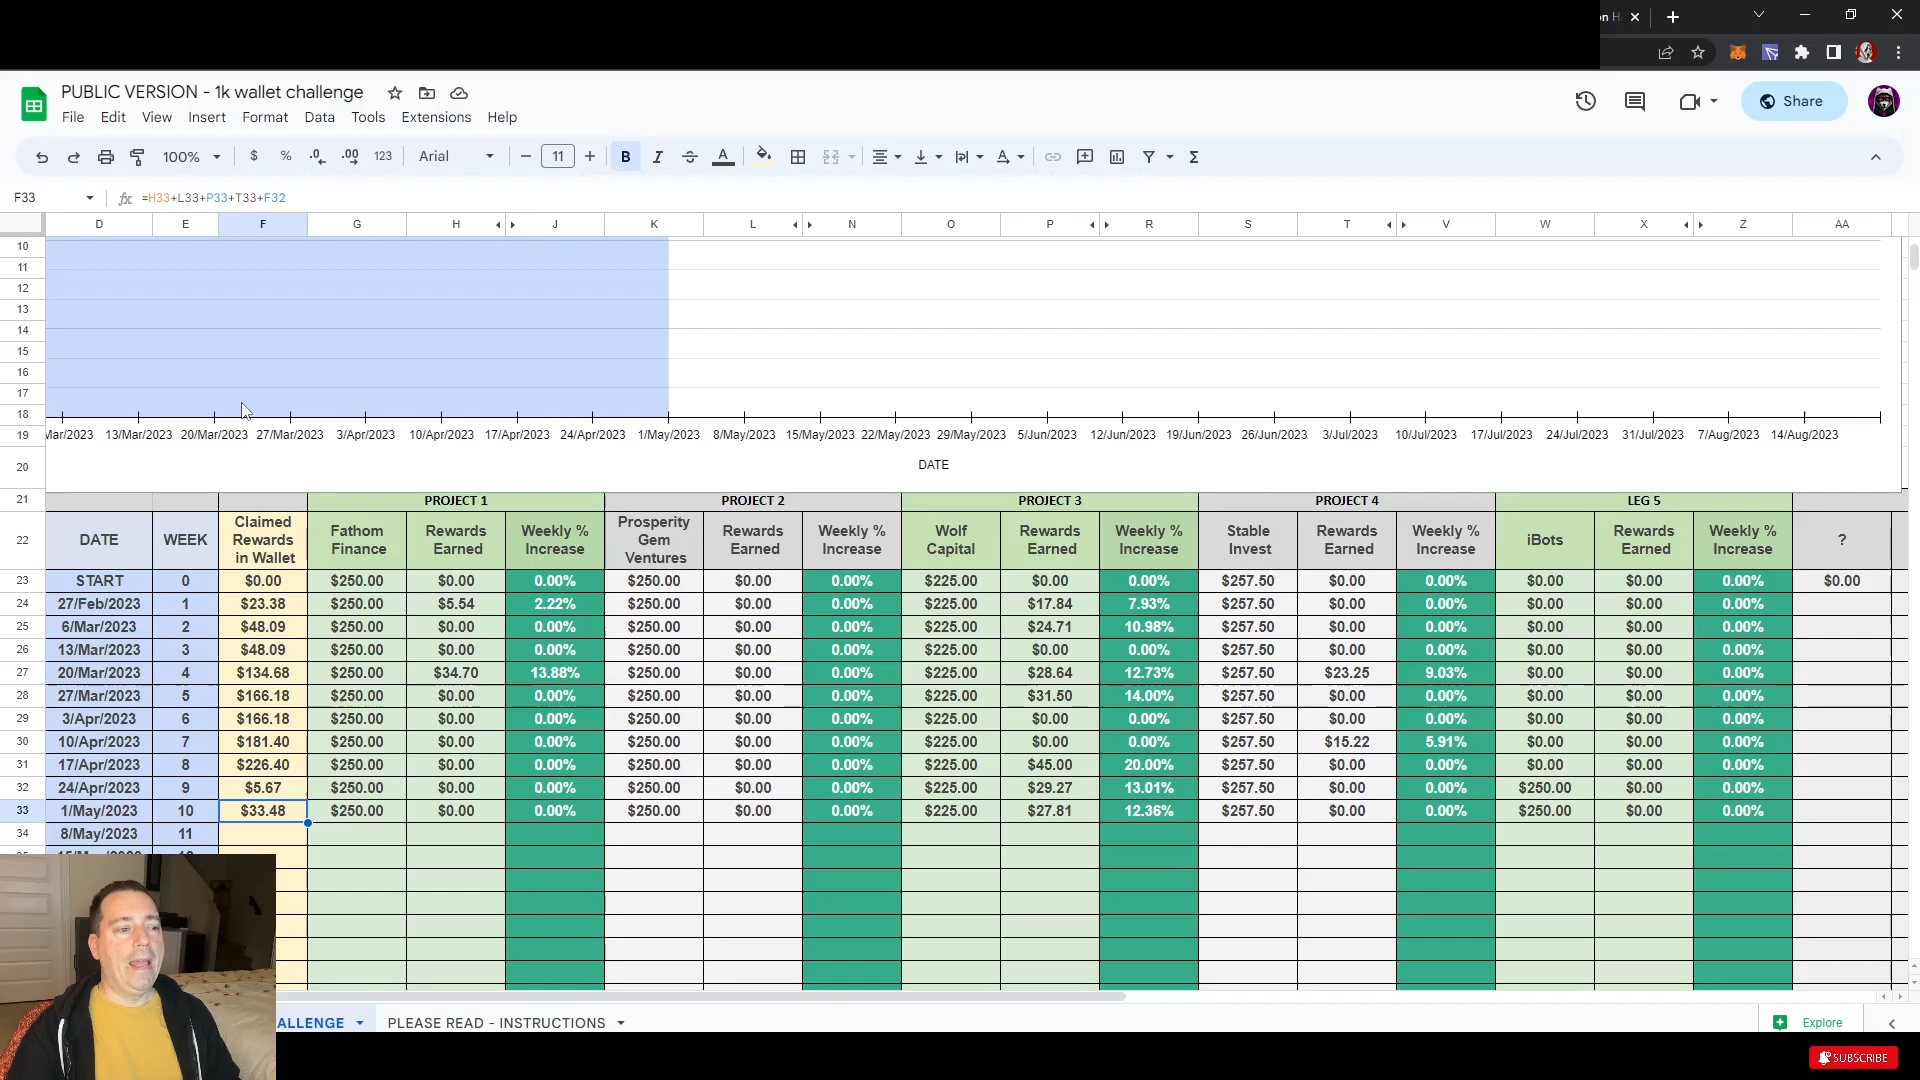 on H
PUBLIC VERSION - 1k wallet challenge
Share
File Edit View Insert Format Data Tools Extensions Help
100% $ % .0 .00 123 Arial 11 B I A Σ
F33 fx =H33+L33+P33+T33+F32
D E F G H J K L N O P R S T V W X Z AA
10
11
12
13
14
15
16
17
18
19 Mar/2023 13/Mar/2023 20/Mar/2023 27/Mar/2023 3/Apr/2023 10/Apr/2023 17/Apr/2023 24/Apr/2023 1/May/2023 8/May/2023 15/May/2023 22/May/2023 29/May/2023 5/Jun/2023 12/Jun/2023 19/Jun/2023 26/Jun/2023 3/Jul/2023 10/Jul/2023 17/Jul/2023 24/Jul/2023 31/Jul/2023 7/Aug/2023 14/Aug/2023
20 DATE
21 PROJECT 1 PROJECT 2 PROJECT 3 PROJECT 4 LEG 5
22 DATE WEEK Claimed Rewards in Wallet Fathom Finance Rewards Earned Weekly % Increase Prosperity Gem Ventures Rewards Earned Weekly % Increase Wolf Capital Rewards Earned Weekly % Increase Stable Invest Rewards Earned Weekly % Increase iBots Rewards Earned Weekly % Increase ?
23 START 0 $0.00 $250.00 $0.00 0.00% $250.00 $0.00 0.00% $225.00 $0.00 0.00% $257.50 $0.00 0.00% $0.00 $0.00 0.00% $0.00
24 27/Feb/2023 1 $23.38 $250.00 $5.54 2.22% $250.00 $0.00 0.00% $225.00 $17.84 7.93% $257.50 $0.00 0.00% $0.00 $0.00 0.00%
25 6/Mar/2023 2 $48.09 $250.00 $0.00 0.00% $250.00 $0.00 0.00% $225.00 $24.71 10.98% $257.50 $0.00 0.00% $0.00 $0.00 0.00%
26 13/Mar/2023 3 $48.09 $250.00 $0.00 0.00% $250.00 $0.00 0.00% $225.00 $0.00 0.00% $257.50 $0.00 0.00% $0.00 $0.00 0.00%
27 20/Mar/2023 4 $134.68 $250.00 $34.70 13.88% $250.00 $0.00 0.00% $225.00 $28.64 12.73% $257.50 $23.25 9.03% $0.00 $0.00 0.00%
28 27/Mar/2023 5 $166.18 $250.00 $0.00 0.00% $250.00 $0.00 0.00% $225.00 $31.50 14.00% $257.50 $0.00 0.00% $0.00 $0.00 0.00%
29 3/Apr/2023 6 $166.18 $250.00 $0.00 0.00% $250.00 $0.00 0.00% $225.00 $0.00 0.00% $257.50 $0.00 0.00% $0.00 $0.00 0.00%
30 10/Apr/2023 7 $181.40 $250.00 $0.00 0.00% $250.00 $0.00 0.00% $225.00 $0.00 0.00% $257.50 $15.22 5.91% $0.00 $0.00 0.00%
31 17/Apr/2023 8 $226.40 $250.00 $0.00 0.00% $250.00 $0.00 0.00% $225.00 $45.00 20.00% $257.50 $0.00 0.00% $0.00 $0.00 0.00%
32 24/Apr/2023 9 $5.67 $250.00 $0.00 0.00% $250.00 $0.00 0.00% $225.00 $29.27 13.01% $257.50 $0.00 0.00% $250.00 $0.00 0.00%
33 1/May/2023 10 $33.48 $250.00 $0.00 0.00% $250.00 $0.00 0.00% $225.00 $27.81 12.36% $257.50 $0.00 0.00% $250.00 $0.00 0.00%
34 8/May/2023 11
ALLENGE PLEASE READ - INSTRUCTIONS Explore
SUBSCRIBE